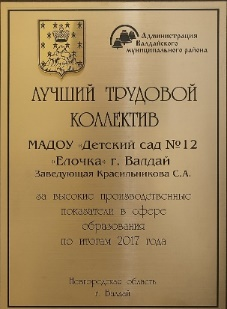 Администрация
Валдайского
муниципального района
ЛУЧШИЙ ТРУДОВОЙ
КОЛЛЕКТИВ
МАДОУ «Детский сад №12
«Елочка» г. Валдай
Заведующая Красильникова С.А.
за высокие производственные
показатели в сфере
образования
по итогам 2017 года
Новгородская область
г. Валдай